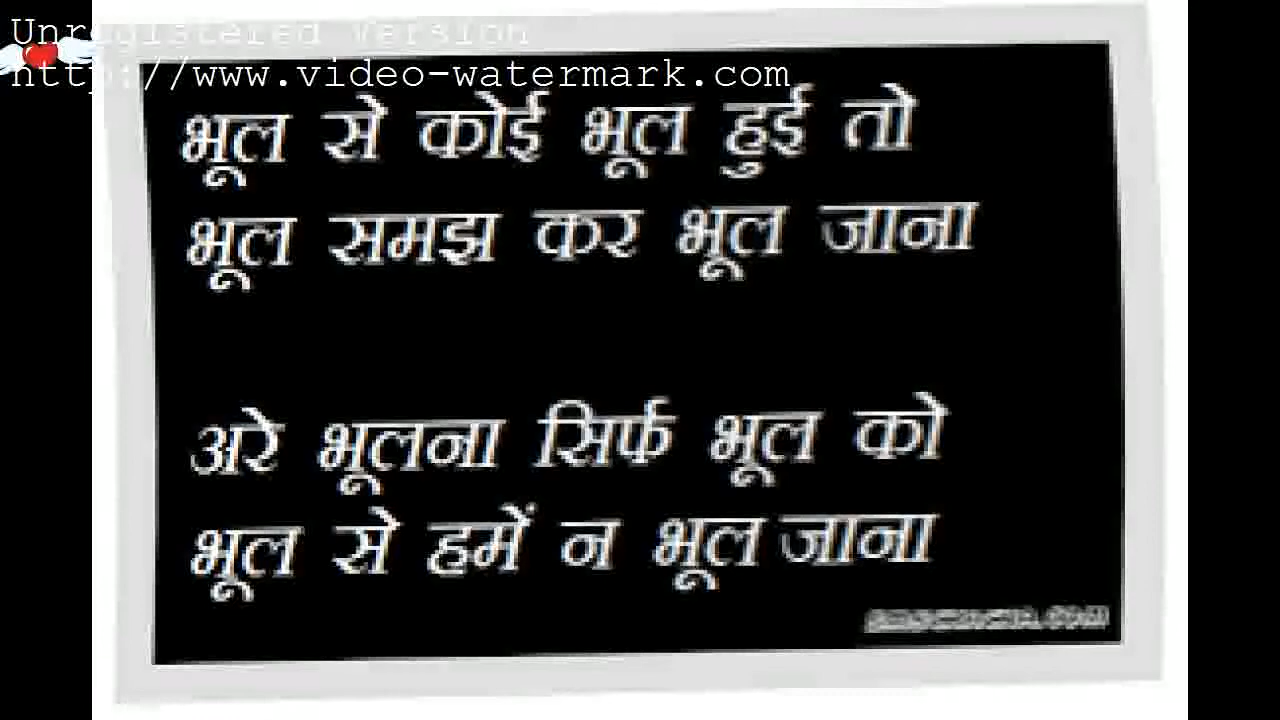 Unregistered Version
http://www.video-watermark.com
भूल से कोई भूल हुई तो
भूल समझ कर भूल जाना
अरे भूलना सिर्फ भूल को
भूल से हमें न भूल जाना